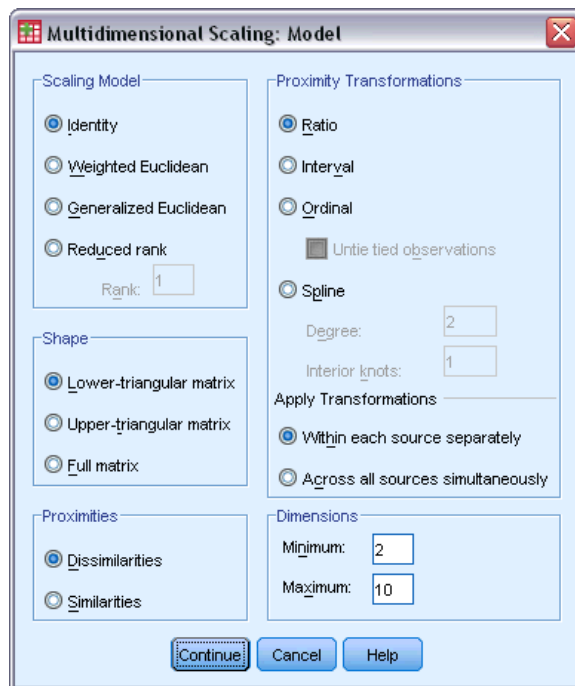 Multidimensional Scaling: Model
Scaling Model
Identity
Weighted Euclidean
Generalized Euclidean
Reduced rank
Rank: 1
Shape
Lower-triangular matrix
Upper-triangular matrix
Full matrix
Proximities
Dissimilarities
Similarities
Proximity Transformations
Ratio
Interval
Ordinal
Untie tied observations
Spline
Degree: 2
Interior knots: 1
Apply Transformations
Within each source separately
Across all sources simultaneously
Dimensions
Minimum: 2
Maximum: 10
Continue
Cancel
Help